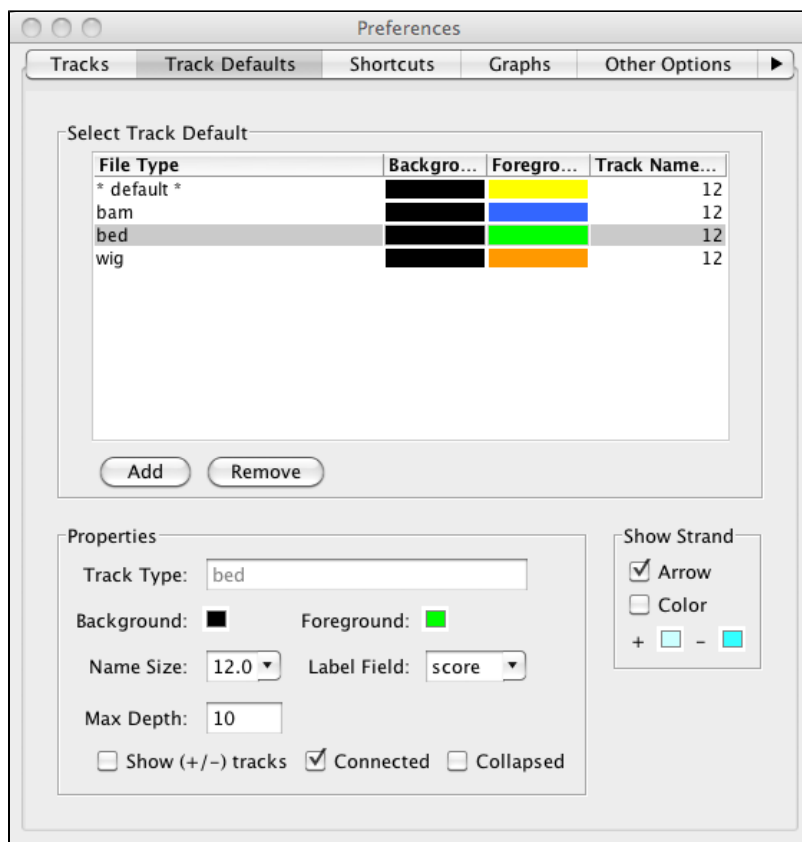 Preferences
Tracks Track Defaults Shortcuts Graphs Other Options
Select Track Default
File Type Backgro... Foregro... Track Name...
* default * 12
bam 12
bed 12
wig 12
Add Remove
Properties
Track Type: bed
Background: Foreground:
Name Size: 12.0 Label Field: score
Max Depth: 10
Show (+/-) tracks Connected Collapsed
Show Strand
Arrow
Color
+ -